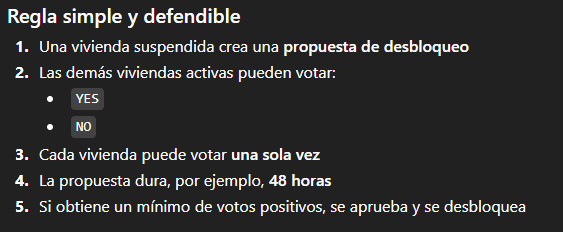 Regla simple y defendible
1. Una vivienda suspendida crea una propuesta de desbloqueo
2. Las demás viviendas activas pueden votar:
• YES
• NO
3. Cada vivienda puede votar una sola vez
4. La propuesta dura, por ejemplo, 48 horas
5. Si obtiene un mínimo de votos positivos, se aprueba y se desbloquea